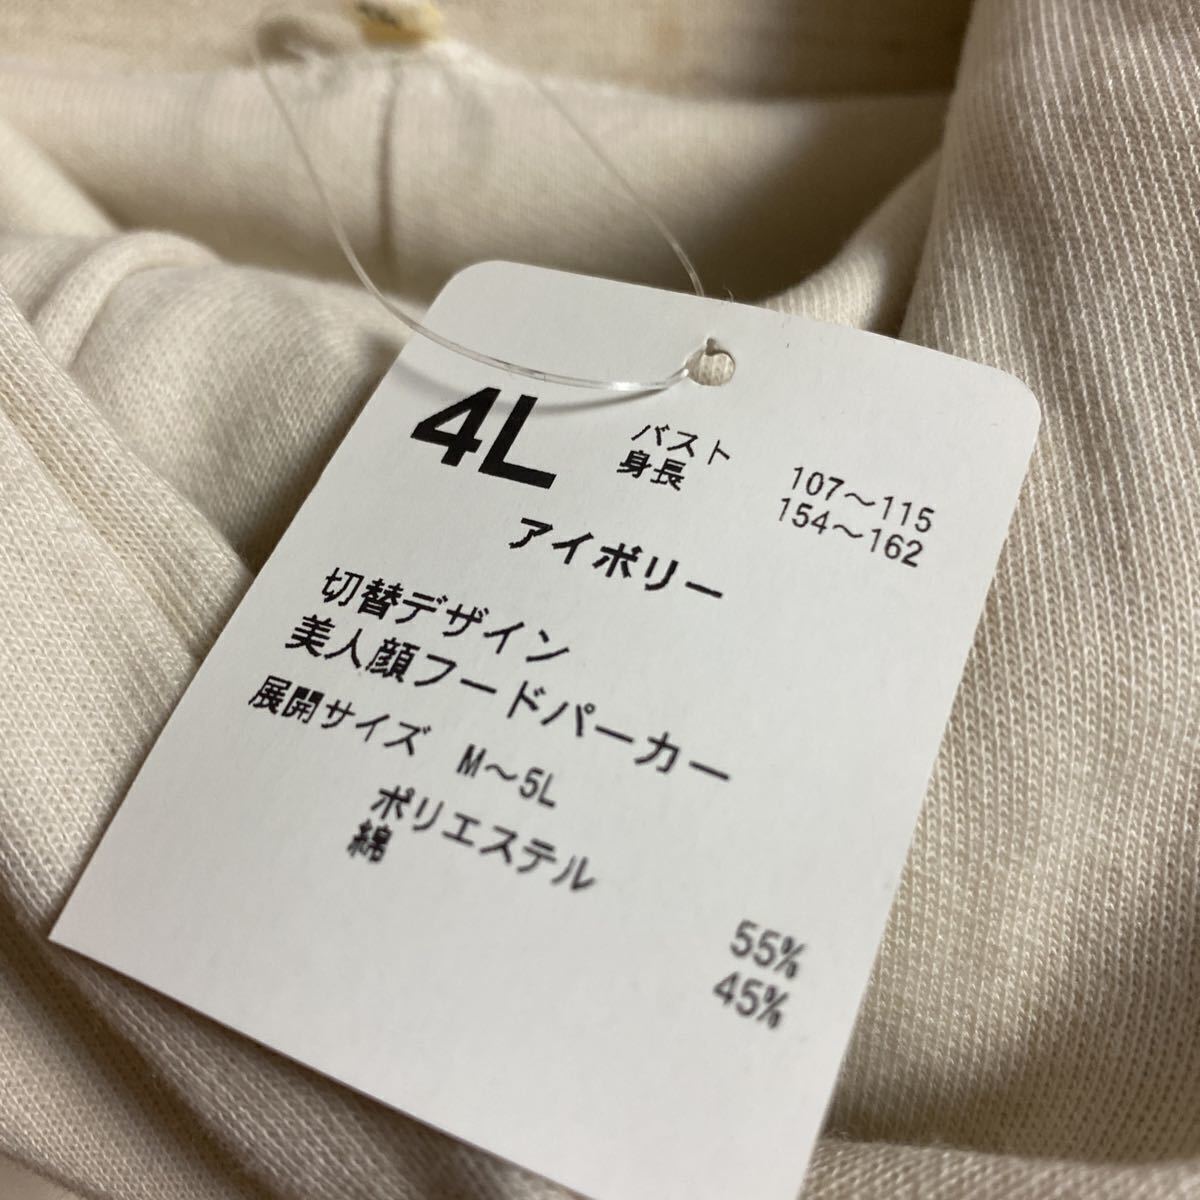 4L
バスト 107～115
身長 154～162
アイボリー
切替デザイン
美人顔フードパーカー
展開サイズ M～5L
ポリエステル 55%
綿 45%